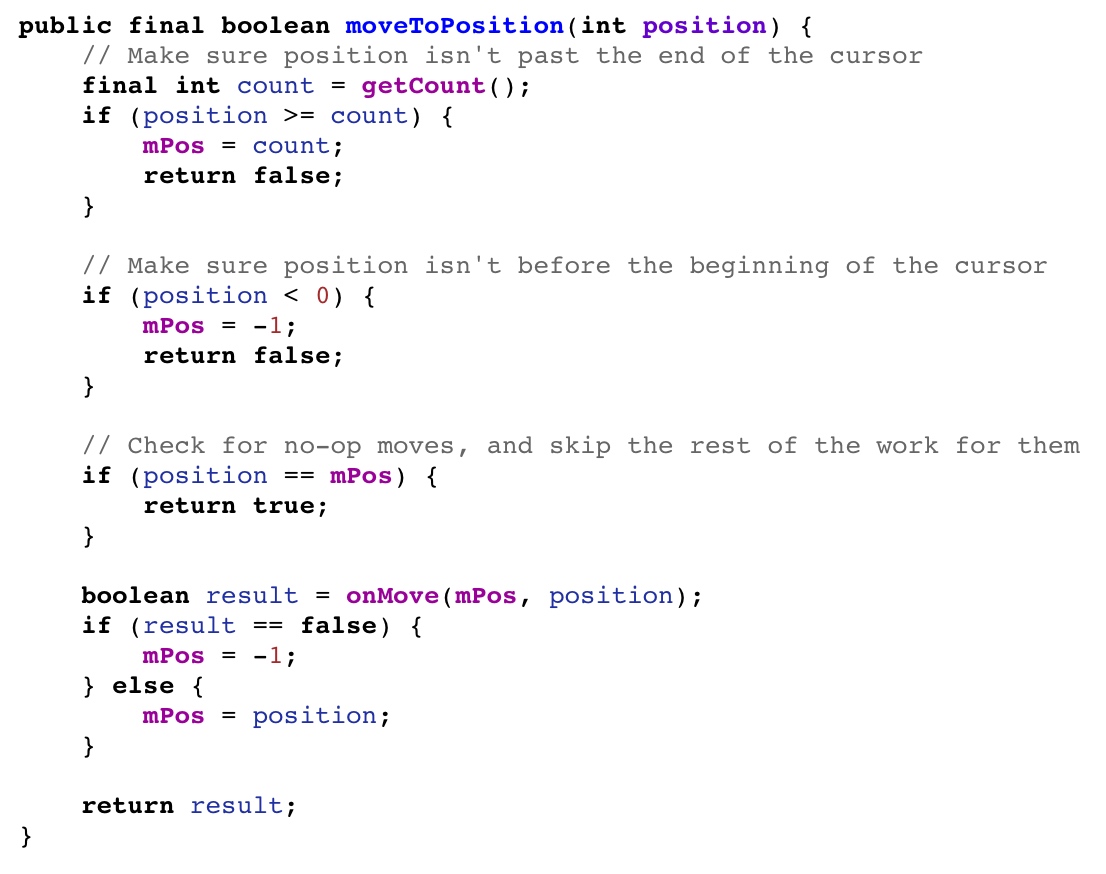 public final boolean moveToPosition(int position) {
    // Make sure position isn't past the end of the cursor
    final int count = getCount();
    if (position >= count) {
        mPos = count;
        return false;
    }

    // Make sure position isn't before the beginning of the cursor
    if (position < 0) {
        mPos = -1;
        return false;
    }

    // Check for no-op moves, and skip the rest of the work for them
    if (position == mPos) {
        return true;
    }

    boolean result = onMove(mPos, position);
    if (result == false) {
        mPos = -1;
    } else {
        mPos = position;
    }

    return result;
}